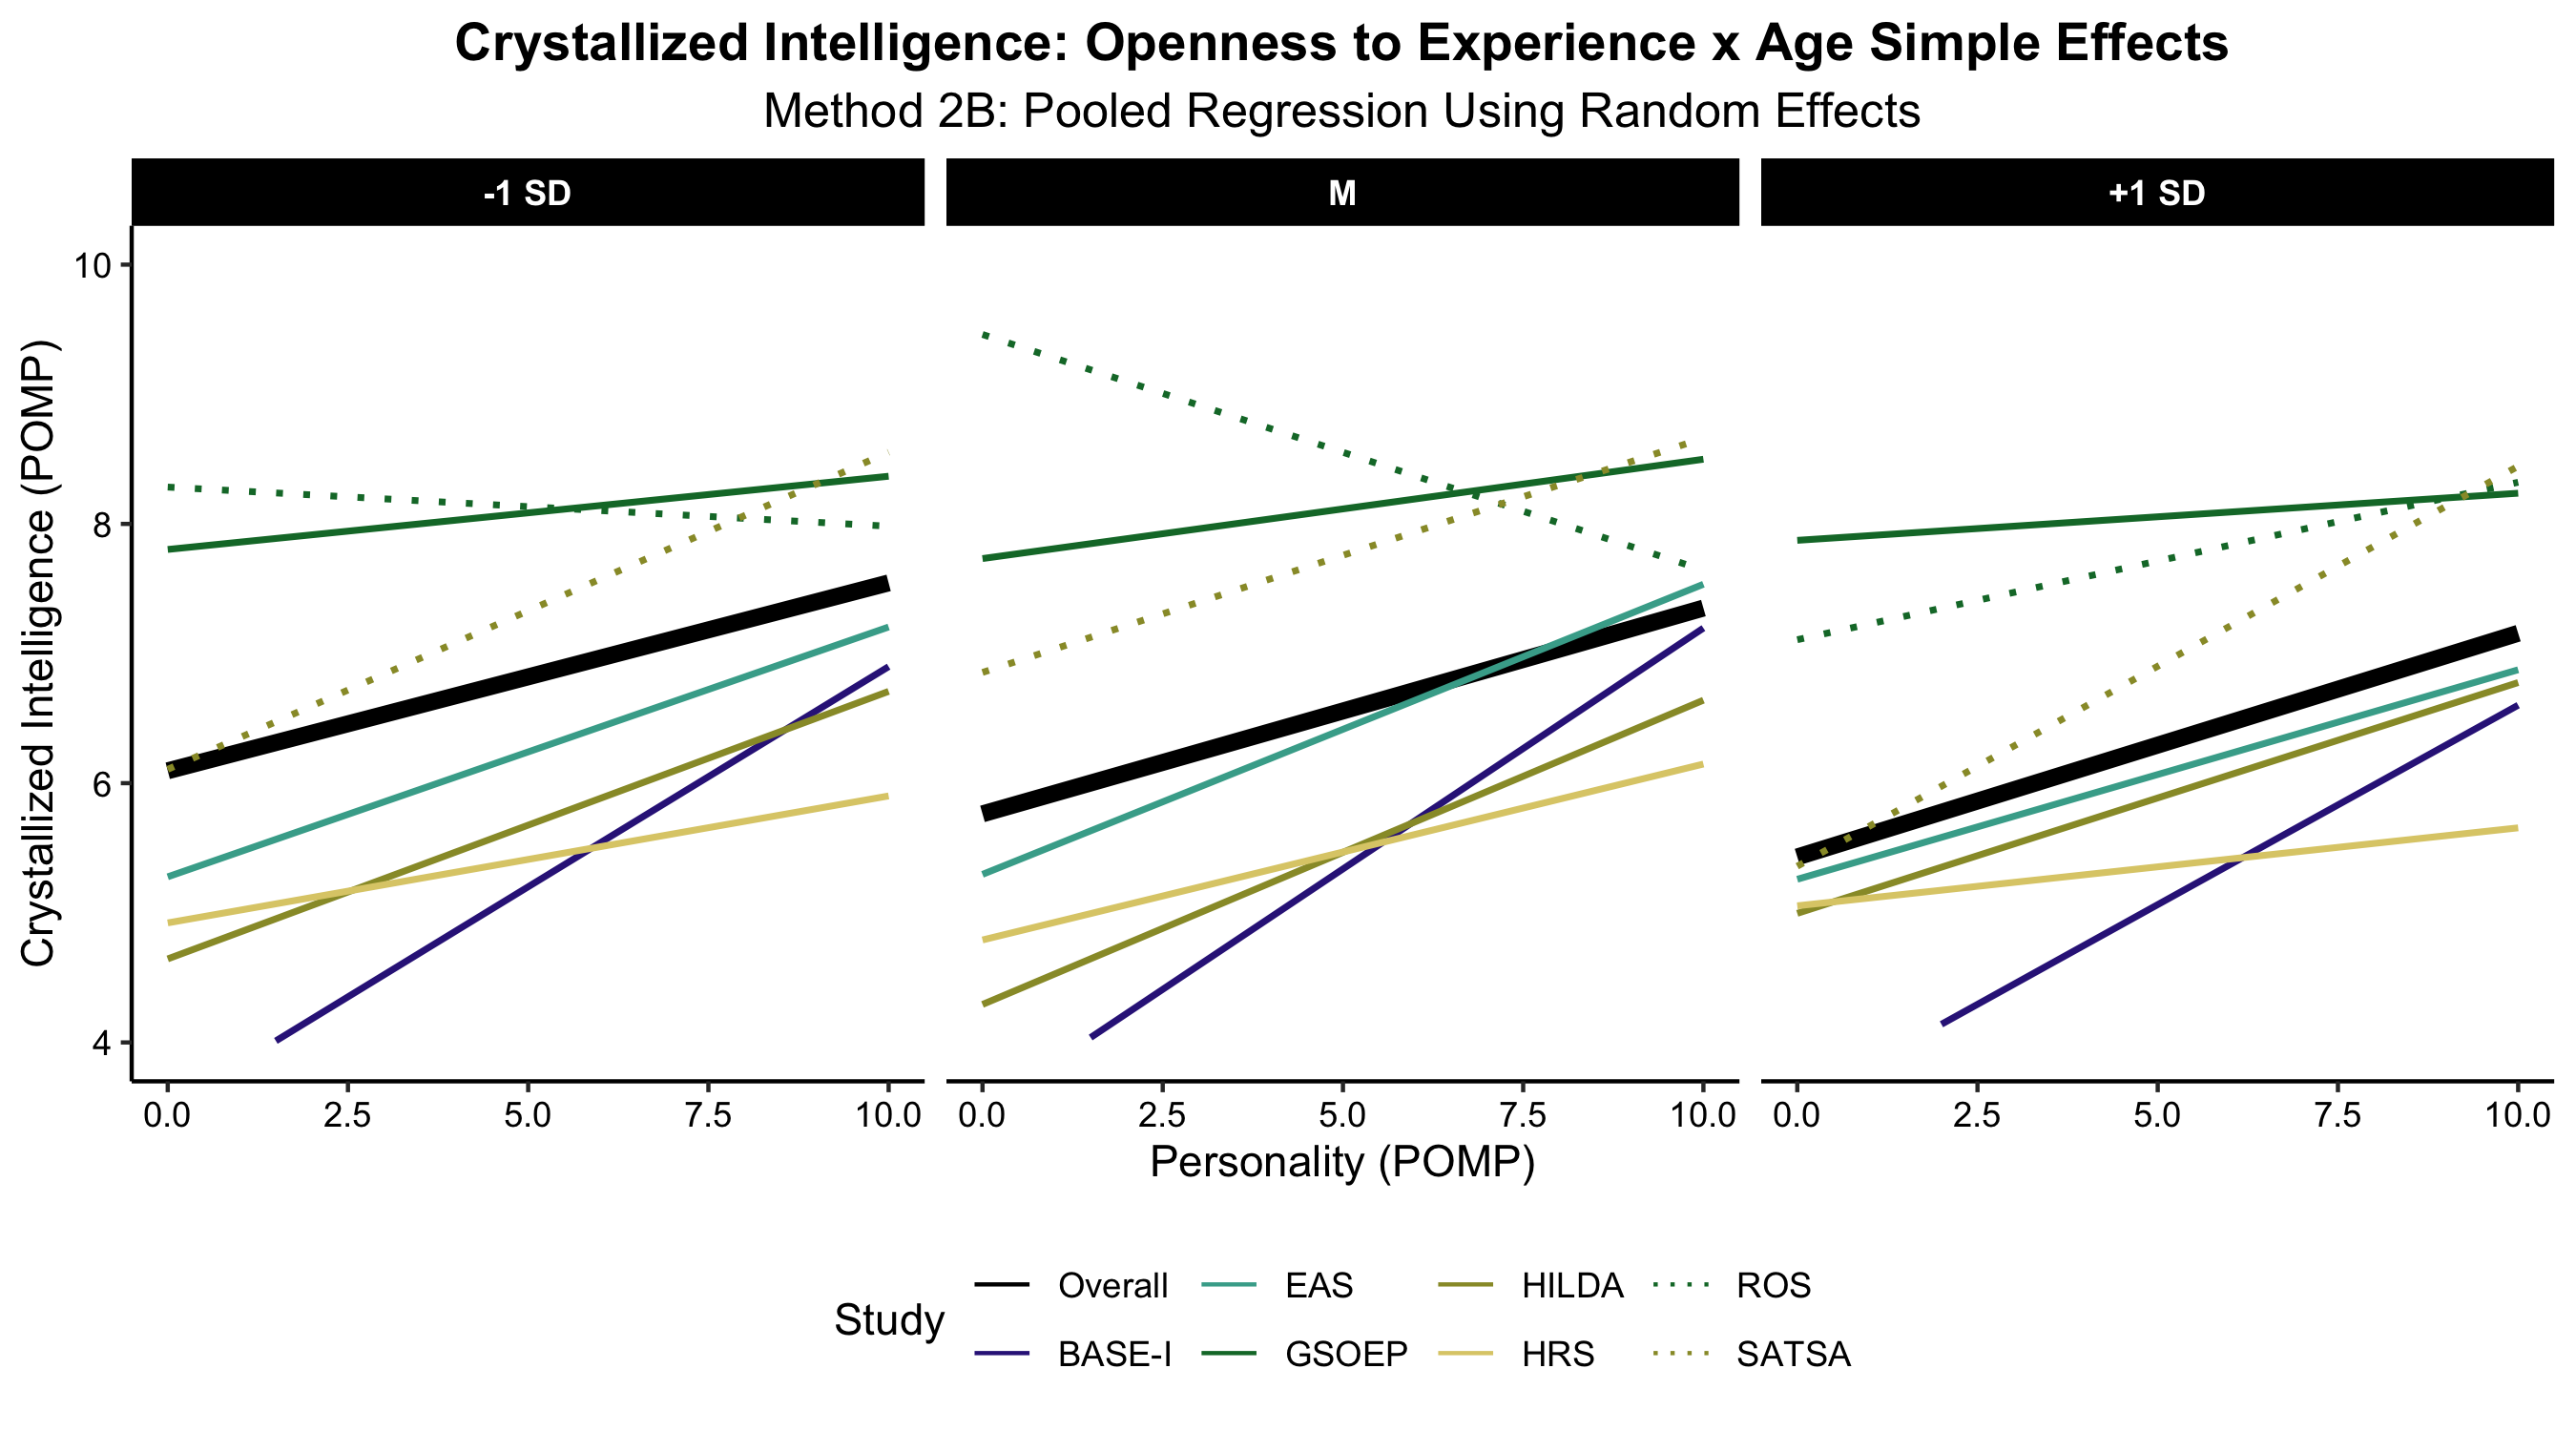 Crystallized Intelligence: Openness to Experience x Age Simple Effects
Method 2B: Pooled Regression Using Random Effects
-1 SD
M
+1 SD
Crystallized Intelligence (POMP)
10
8
6
4
0.0 2.5 5.0 7.5 10.0
0.0 2.5 5.0 7.5 10.0
0.0 2.5 5.0 7.5 10.0
Personality (POMP)
Study
Overall EAS HILDA ROS
BASE-I GSOEP HRS SATSA